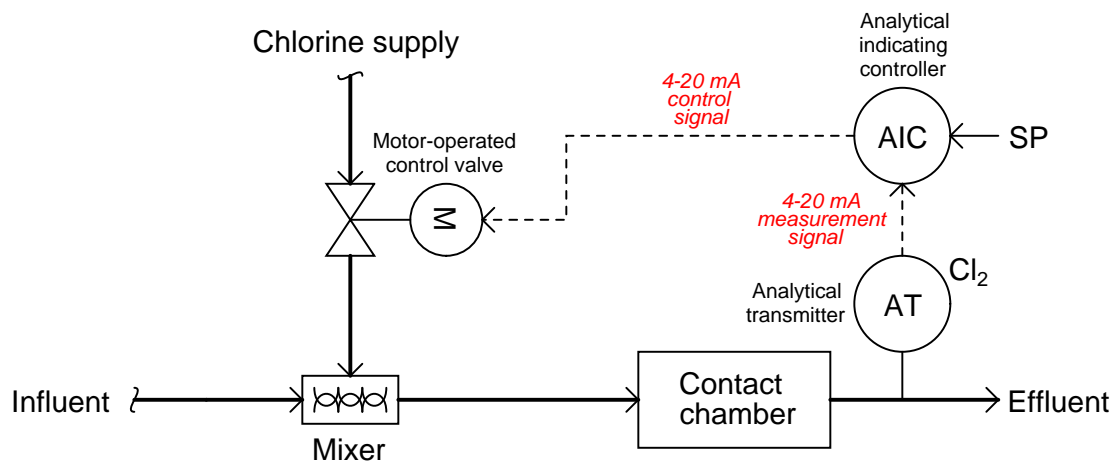 Chlorine supply
Analytical
indicating
controller
4-20 mA
control
signal
AIC
SP
Motor-operated
control valve
M
4-20 mA
measurement
signal
Cl₂
Analytical
transmitter
AT
Influent
Mixer
Contact
chamber
Effluent